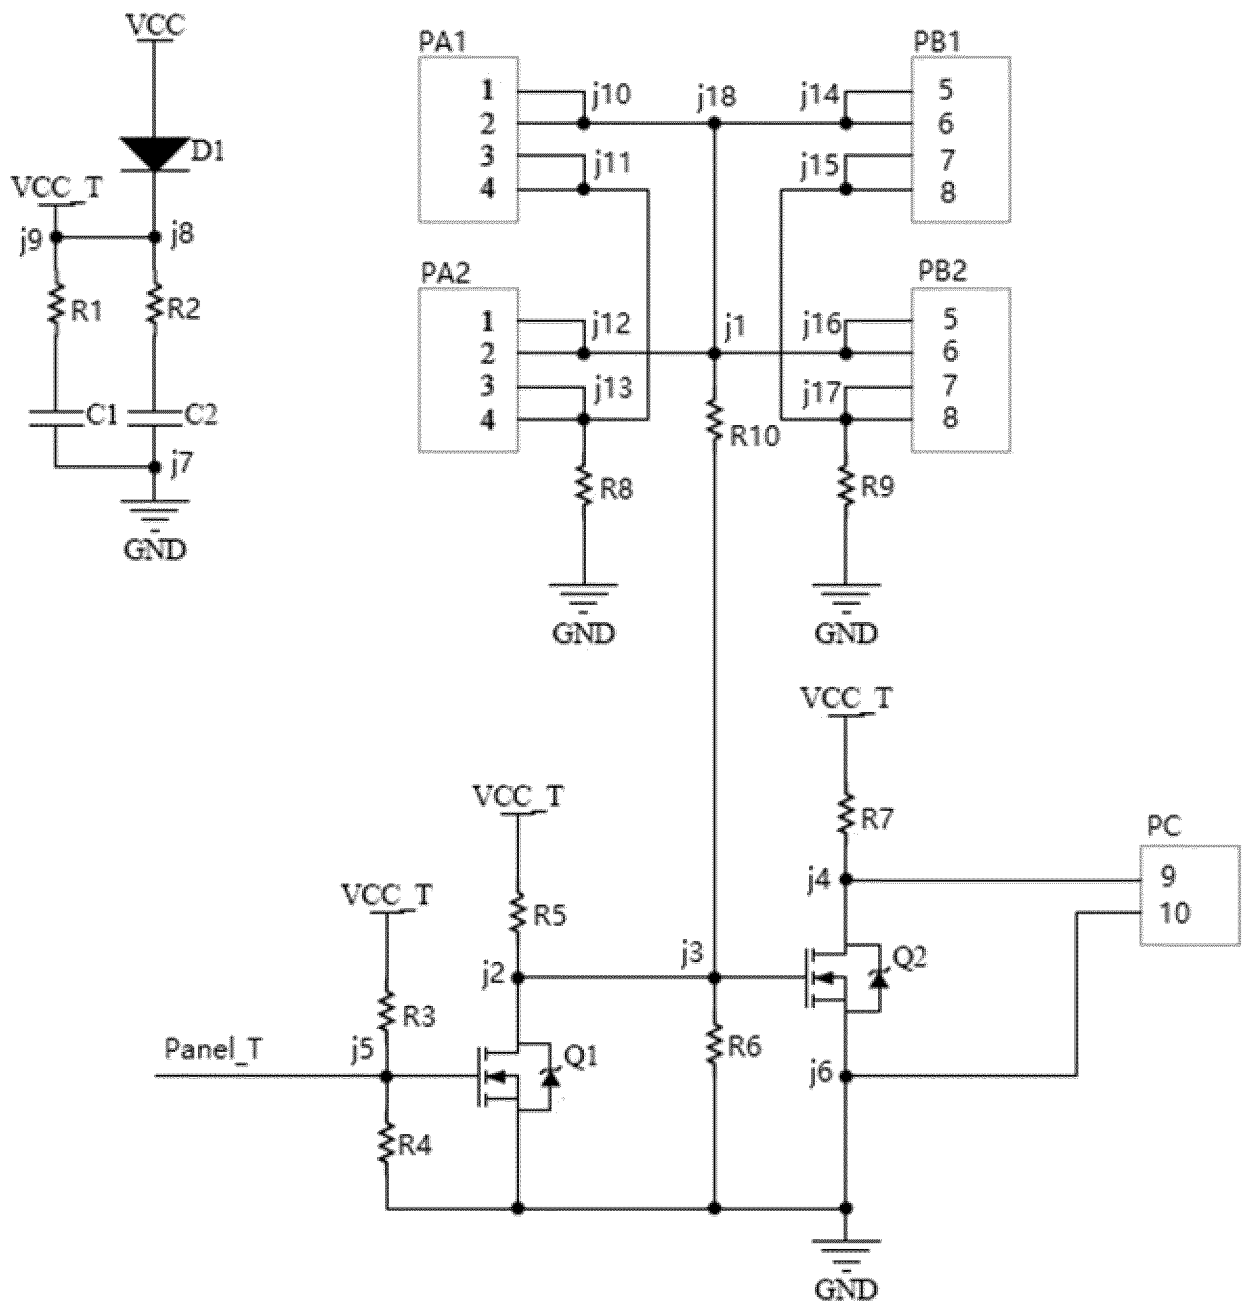 VCC
D1
VCC_T
j9
j8
R1
R2
C1
C2
j7
GND
PA1
1
2
3
4
j10
j11
j18
PB1
5
6
7
8
j14
j15
PA2
1
2
3
4
j12
j13
j1
PB2
5
6
7
8
j16
j17
R10
R8
R9
GND
GND
VCC_T
R7
j4
PC
9
10
VCC_T
R5
j2
j3
Q2
VCC_T
R3
Panel_T
j5
Q1
R6
j6
R4
GND